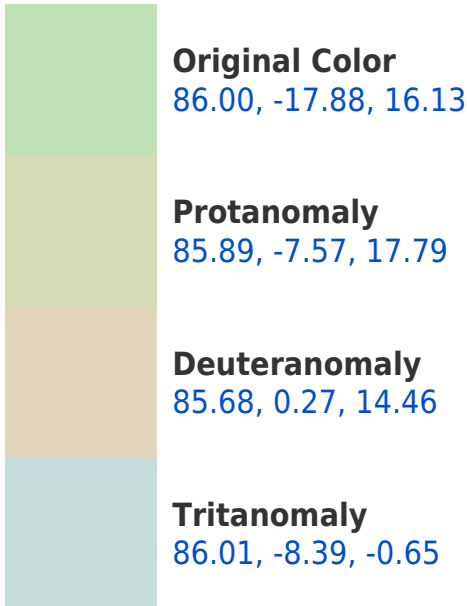 Original Color
86.00, -17.88, 16.13
Protanomaly
85.89, -7.57, 17.79
Deuteranomaly
85.68, 0.27, 14.46
Tritanomaly
86.01, -8.39, -0.65